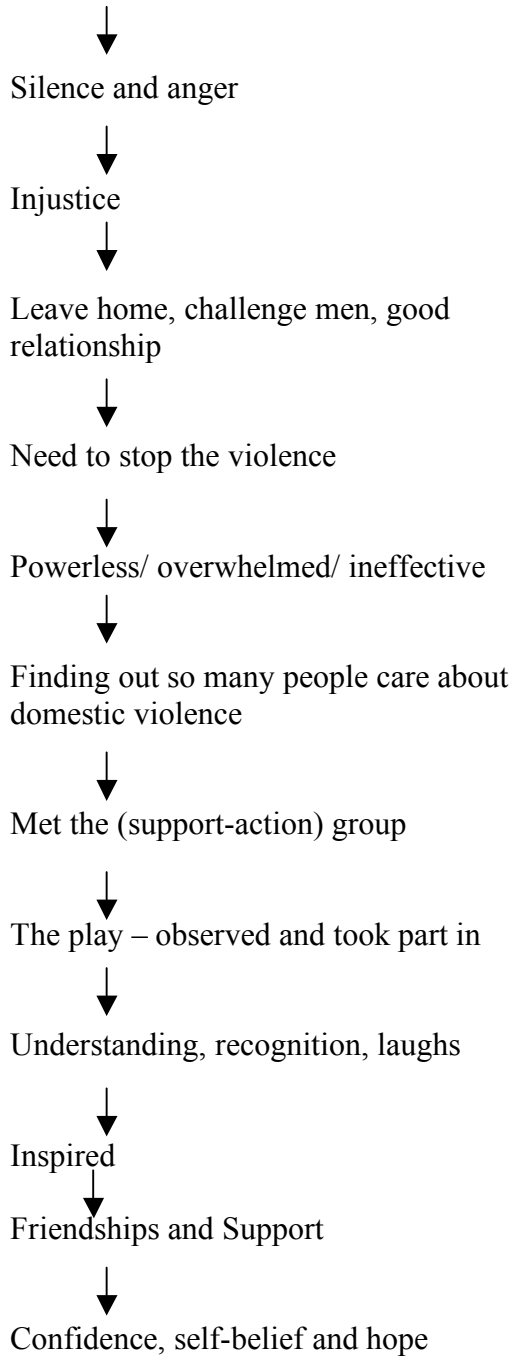 Silence and anger
Injustice
Leave home, challenge men, good
relationship
Need to stop the violence
Powerless/ overwhelmed/ ineffective
Finding out so many people care about
domestic violence
Met the (support-action) group
The play – observed and took part in
Understanding, recognition, laughs
Inspired
Friendships and Support
Confidence, self-belief and hope